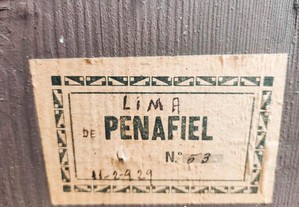 LIMA
DE PENAFIEL
Nº 53
11-2-929